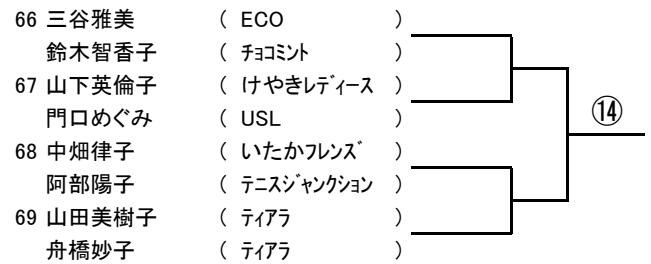 66 三谷雅美 ( ECO )
鈴木智香子 ( ﾁｮｺﾐﾝﾄ )
67 山下英倫子 ( けやきﾚﾃﾞｨｰｽ )
門口めぐみ ( USL )
⑭
68 中畑律子 ( いたかﾌﾚﾝｽﾞ )
阿部陽子 ( ﾃﾆｽｼﾞｬﾝｸｼｮﾝ )
69 山田美樹子 ( ﾃｨｱﾗ )
舟橋妙子 ( ﾃｨｱﾗ )